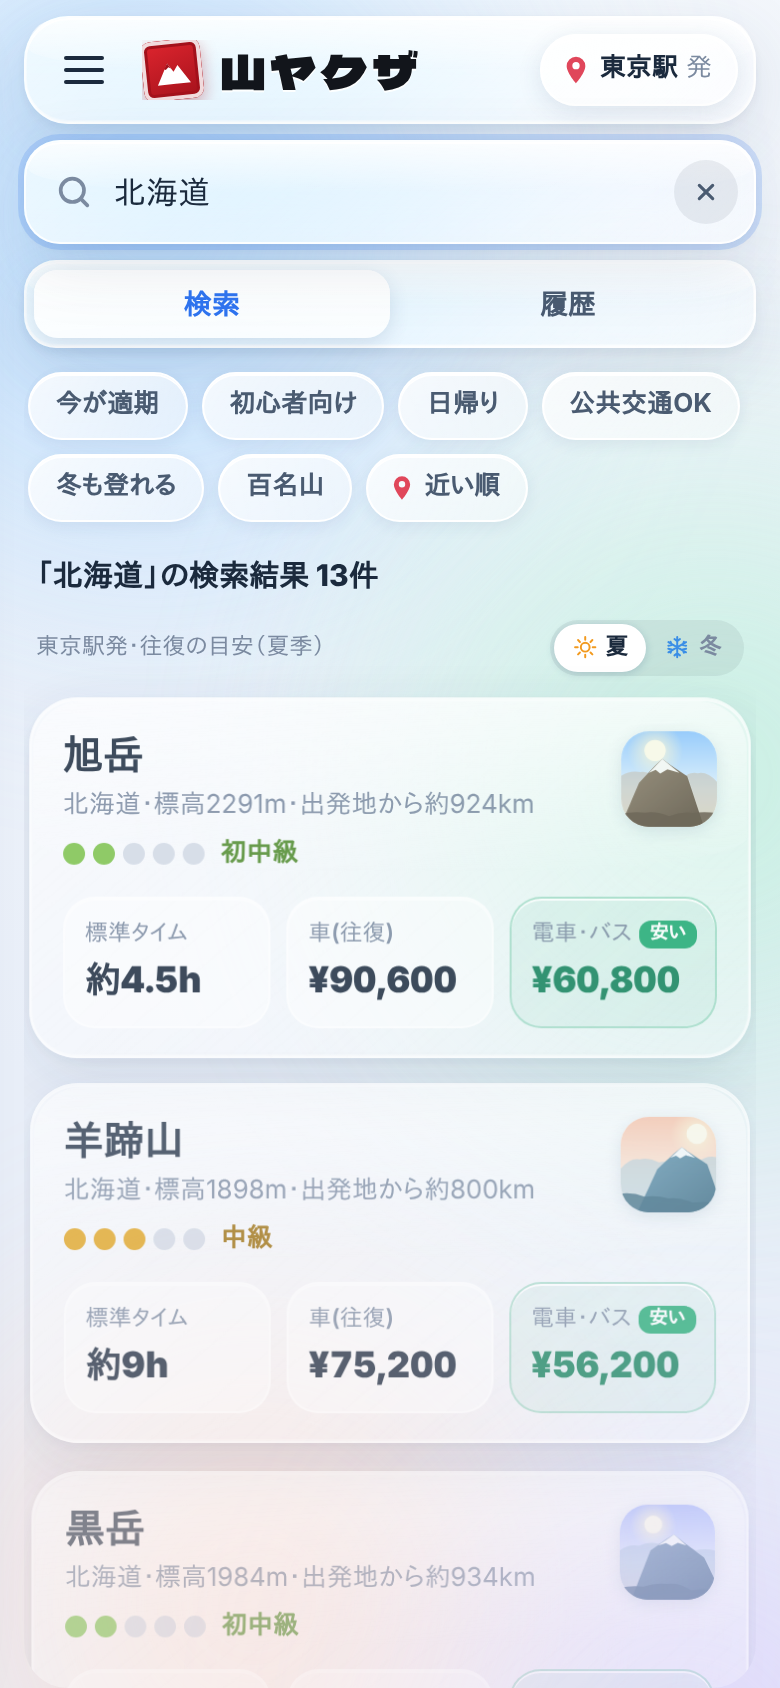 山ヤクザ
東京駅 発
北海道
検索 履歴
今が適期 初心者向け 日帰り 公共交通OK
冬も登れる 百名山 近い順
「北海道」の検索結果 13件
東京駅発・往復の目安（夏季） 夏 冬
旭岳
北海道・標高2291m・出発地から約924km
初中級
標準タイム 車(往復) 電車・バス 安い
約4.5h ¥90,600 ¥60,800
羊蹄山
北海道・標高1898m・出発地から約800km
中級
標準タイム 車(往復) 電車・バス 安い
約9h ¥75,200 ¥56,200
黒岳
北海道・標高1984m・出発地から約934km
初中級